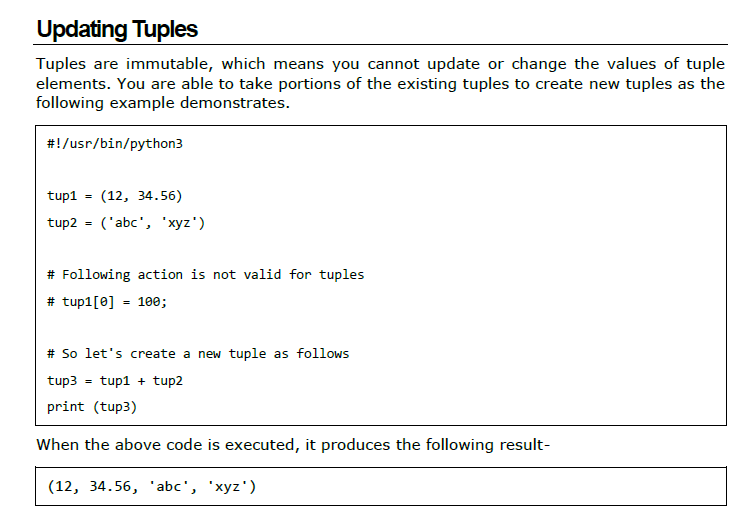 Updating Tuples
Tuples are immutable, which means you cannot update or change the values of tuple
elements. You are able to take portions of the existing tuples to create new tuples as the
following example demonstrates.
#!/usr/bin/python3
tup1 = (12, 34.56)
tup2 = ('abc', 'xyz')
# Following action is not valid for tuples
# tup1[0] = 100;
# So let's create a new tuple as follows
tup3 = tup1 + tup2
print (tup3)
When the above code is executed, it produces the following result-
(12, 34.56, 'abc', 'xyz')